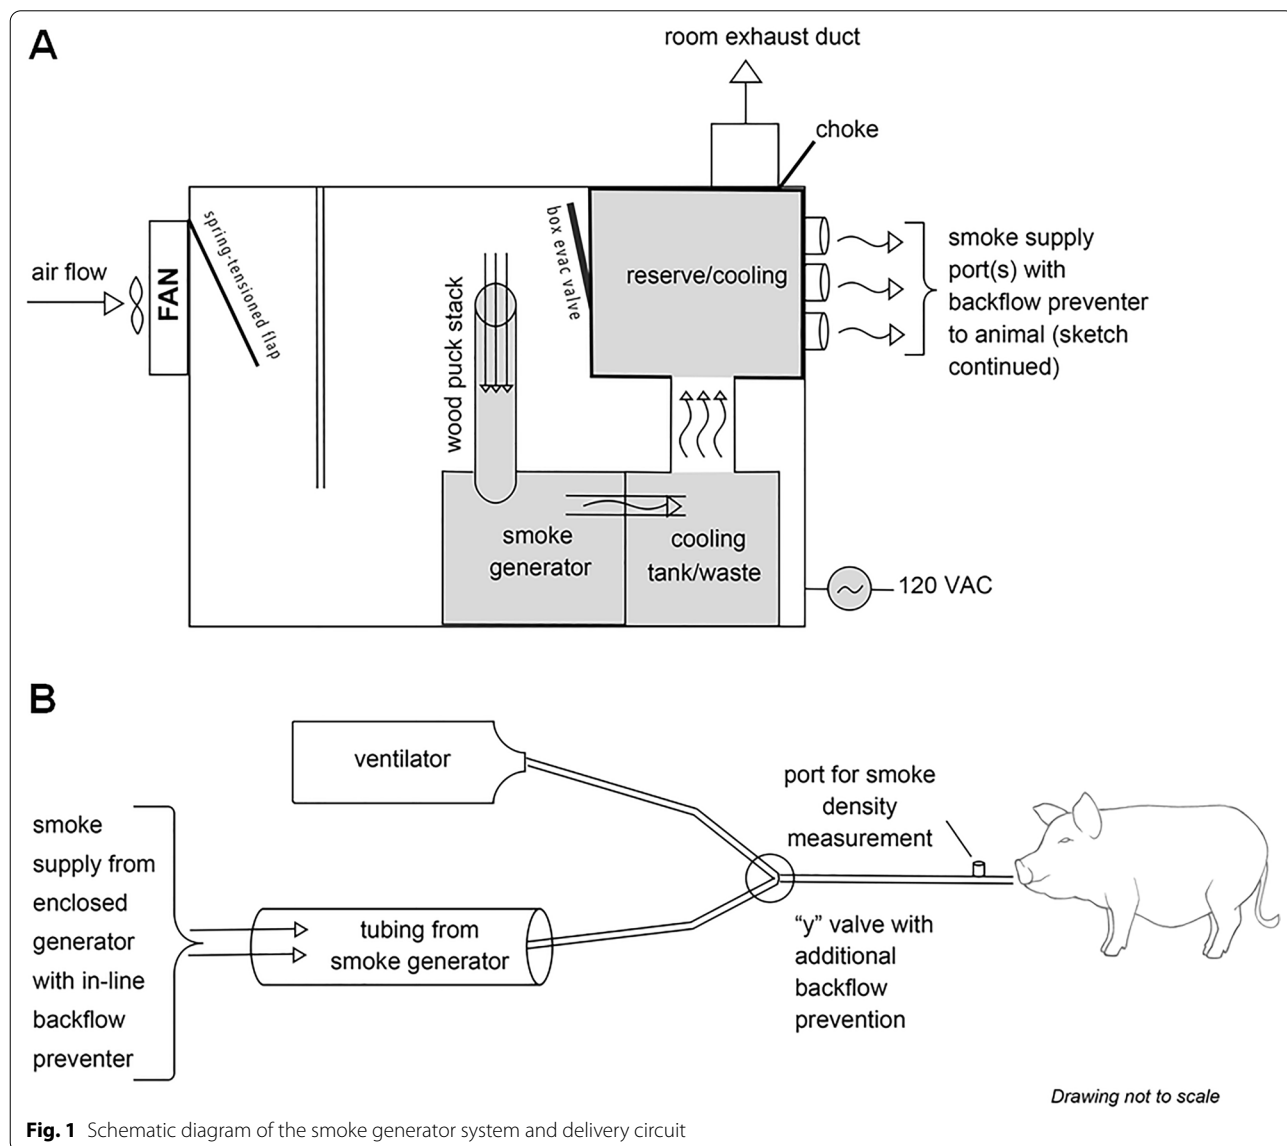 A
room exhaust duct
choke
air flow
FAN
spring-tensioned flap
wood puck stack
box evac valve
reserve/cooling
smoke supply
port(s) with
backflow preventer
to animal (sketch
continued)
smoke
generator
cooling
tank/waste
120 VAC
B
ventilator
smoke
supply from
enclosed
generator
with in-line
backflow
preventer
tubing from
smoke generator
port for smoke
density
measurement
“y” valve with
additional
backflow
prevention
Drawing not to scale
Fig. 1 Schematic diagram of the smoke generator system and delivery circuit